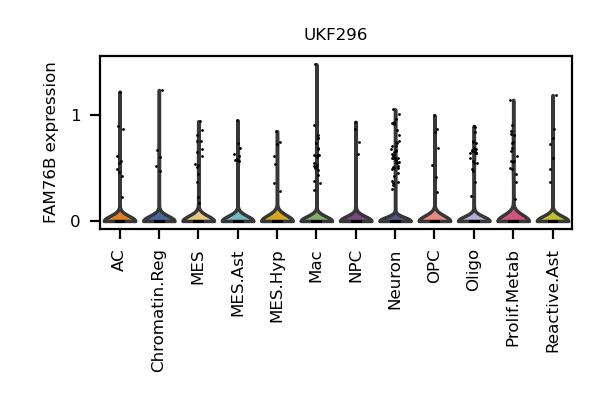 UKF296
FAM76B expression
1
0
AC
Chromatin.Reg
MES
MES.Ast
MES.Hyp
Mac
NPC
Neuron
OPC
Oligo
Prolif.Metab
Reactive.Ast